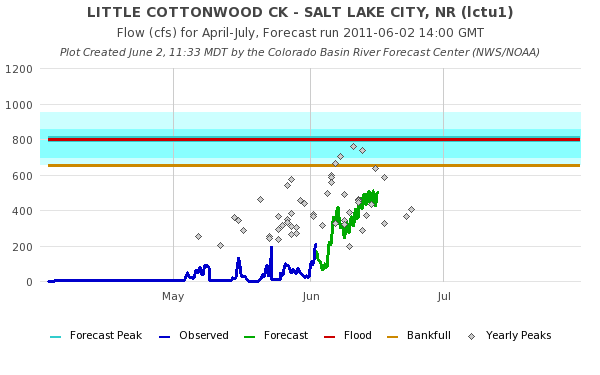 LITTLE COTTONWOOD CK - SALT LAKE CITY, NR (lctu1)
Flow (cfs) for April-July, Forecast run 2011-06-02 14:00 GMT
Plot Created June 2, 11:33 MDT by the Colorado Basin River Forecast Center (NWS/NOAA)
1200
1000
800
600
400
200
0
May Jun Jul
Forecast Peak Observed Forecast Flood Bankfull Yearly Peaks